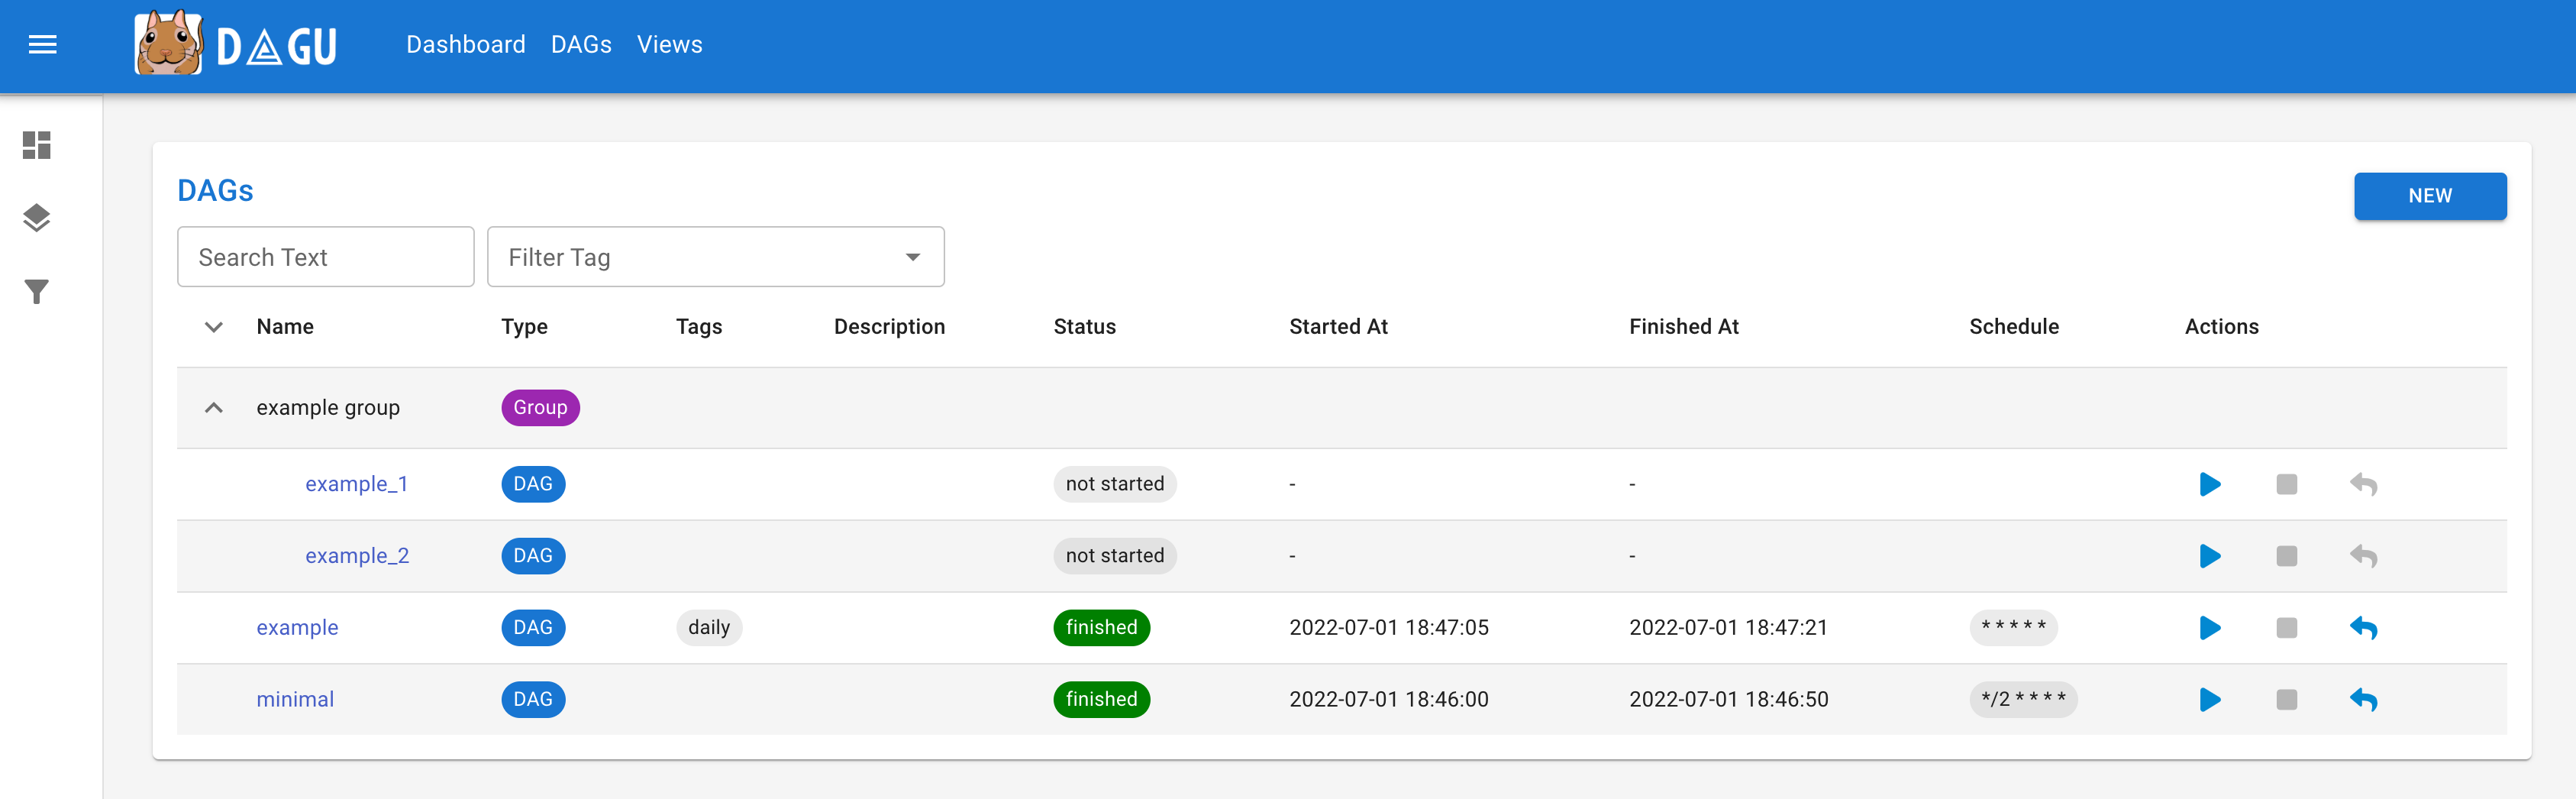 DAGU Dashboard DAGs Views
DAGs
NEW
Search Text Filter Tag
Name Type Tags Description Status Started At Finished At Schedule Actions
example group Group
example_1 DAG not started - -
example_2 DAG not started - -
example DAG daily finished 2022-07-01 18:47:05 2022-07-01 18:47:21 * * * * *
minimal DAG finished 2022-07-01 18:46:00 2022-07-01 18:46:50 */2 * * * *